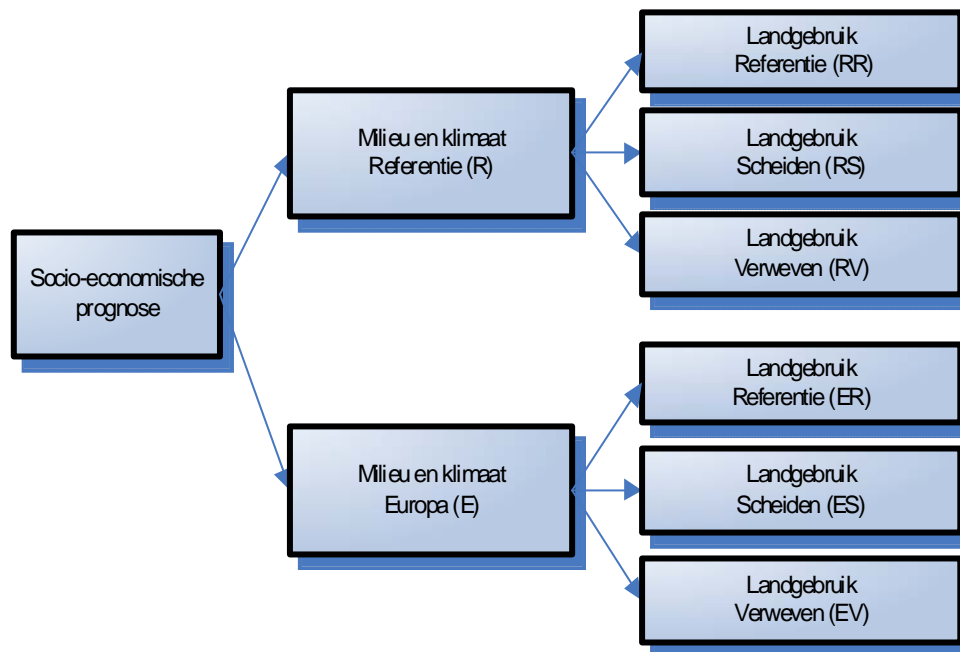 Socio-economische
prognose
Milieu en klimaat
Referentie (R)
Landgebruik
Referentie (RR)
Landgebruik
Scheiden (RS)
Landgebruik
Verweven (RV)
Milieu en klimaat
Europa (E)
Landgebruik
Referentie (ER)
Landgebruik
Scheiden (ES)
Landgebruik
Verweven (EV)